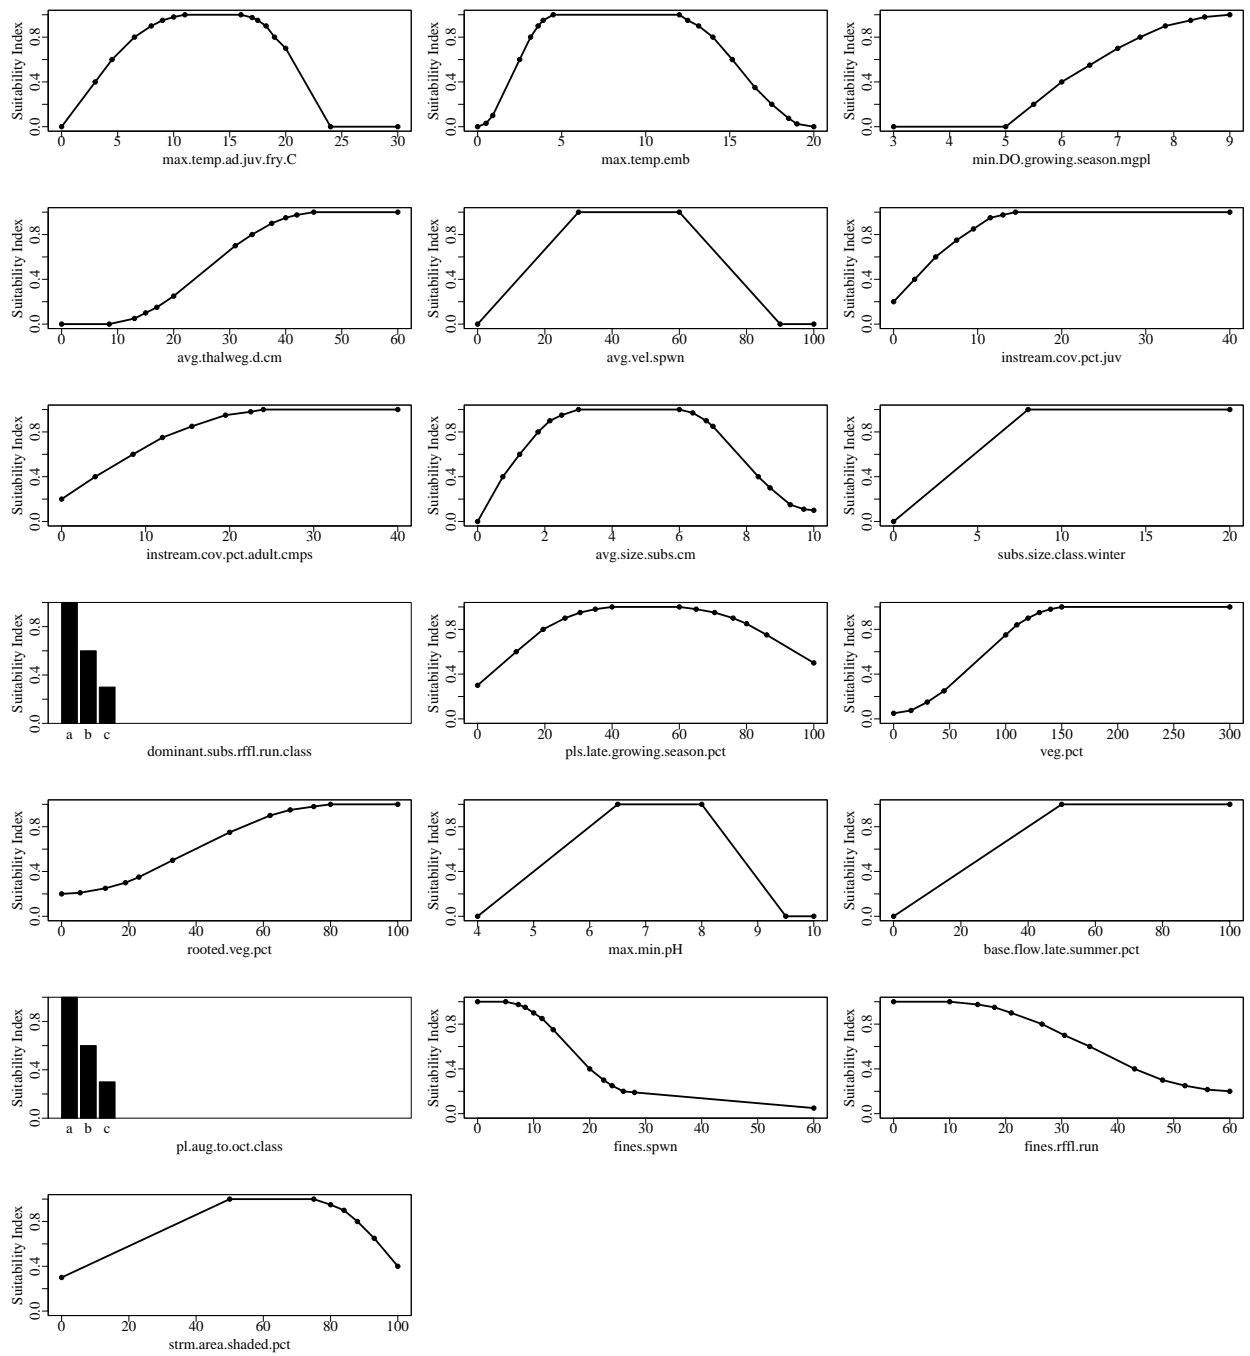 Suitability Index
0.0 0.4 0.8
0 5 10 15 20 25 30
max.temp.ad.juv.fry.C
Suitability Index
0.0 0.4 0.8
0 5 10 15 20
max.temp.emb
Suitability Index
0.0 0.4 0.8
3 4 5 6 7 8 9
min.DO.growing.season.mgpl
Suitability Index
0.0 0.4 0.8
0 10 20 30 40 50 60
avg.thalweg.d.cm
Suitability Index
0.0 0.4 0.8
0 20 40 60 80 100
avg.vel.spwn
Suitability Index
0.0 0.4 0.8
0 10 20 30 40
instream.cov.pct.juv
Suitability Index
0.0 0.4 0.8
0 10 20 30 40
instream.cov.pct.adult.cmps
Suitability Index
0.0 0.4 0.8
0 2 4 6 8 10
avg.size.subs.cm
Suitability Index
0.0 0.4 0.8
0 5 10 15 20
subs.size.class.winter
Suitability Index
0.0 0.4 0.8
a b c
dominant.subs.rffl.run.class
Suitability Index
0.0 0.4 0.8
0 20 40 60 80 100
pls.late.growing.season.pct
Suitability Index
0.0 0.4 0.8
0 50 100 150 200 250 300
veg.pct
Suitability Index
0.0 0.4 0.8
0 20 40 60 80 100
rooted.veg.pct
Suitability Index
0.0 0.4 0.8
4 5 6 7 8 9 10
max.min.pH
Suitability Index
0.0 0.4 0.8
0 20 40 60 80 100
base.flow.late.summer.pct
Suitability Index
0.0 0.4 0.8
a b c
pl.aug.to.oct.class
Suitability Index
0.0 0.4 0.8
0 10 20 30 40 50 60
fines.spwn
Suitability Index
0.0 0.4 0.8
0 10 20 30 40 50 60
fines.rffl.run
Suitability Index
0.0 0.4 0.8
0 20 40 60 80 100
strm.area.shaded.pct